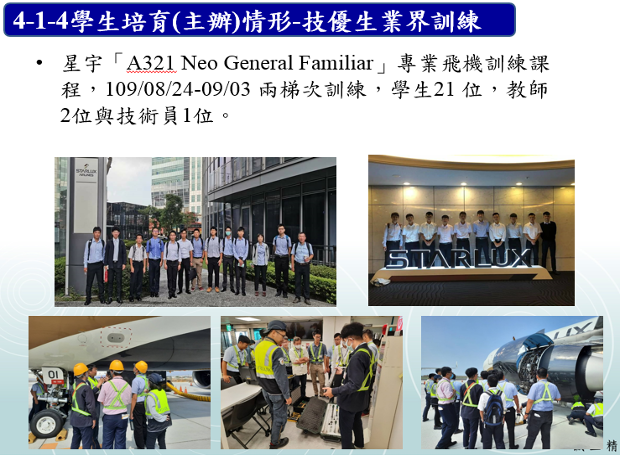 4-1-4學生培育(主辦)情形-技優生業界訓練
• 星宇「A321 Neo General Familiar」專業飛機訓練課
程，109/08/24-09/03 兩梯次訓練，學生21 位，教師
2位與技術員1位。
STARLUX
AIRLINES
STARLUX
01
LUX
精